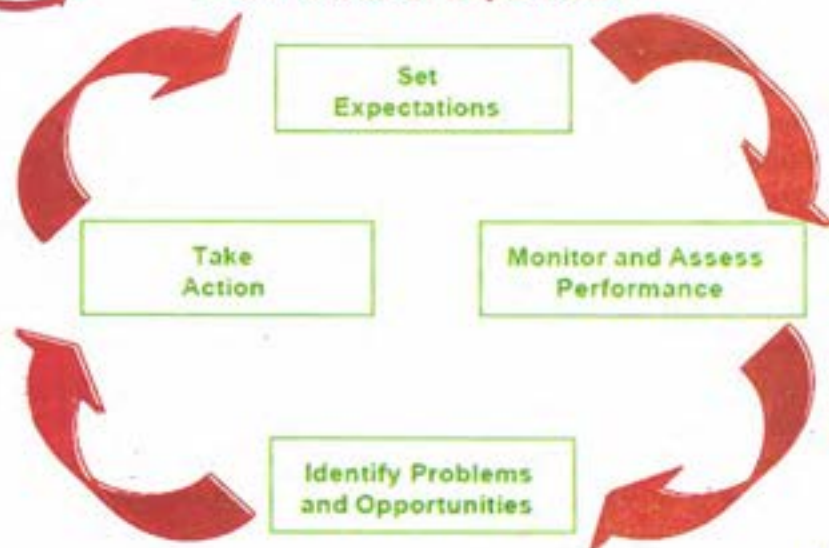 Set
Expectations
Take
Action
Monitor and Assess
Performance
Identify Problems
and Opportunities